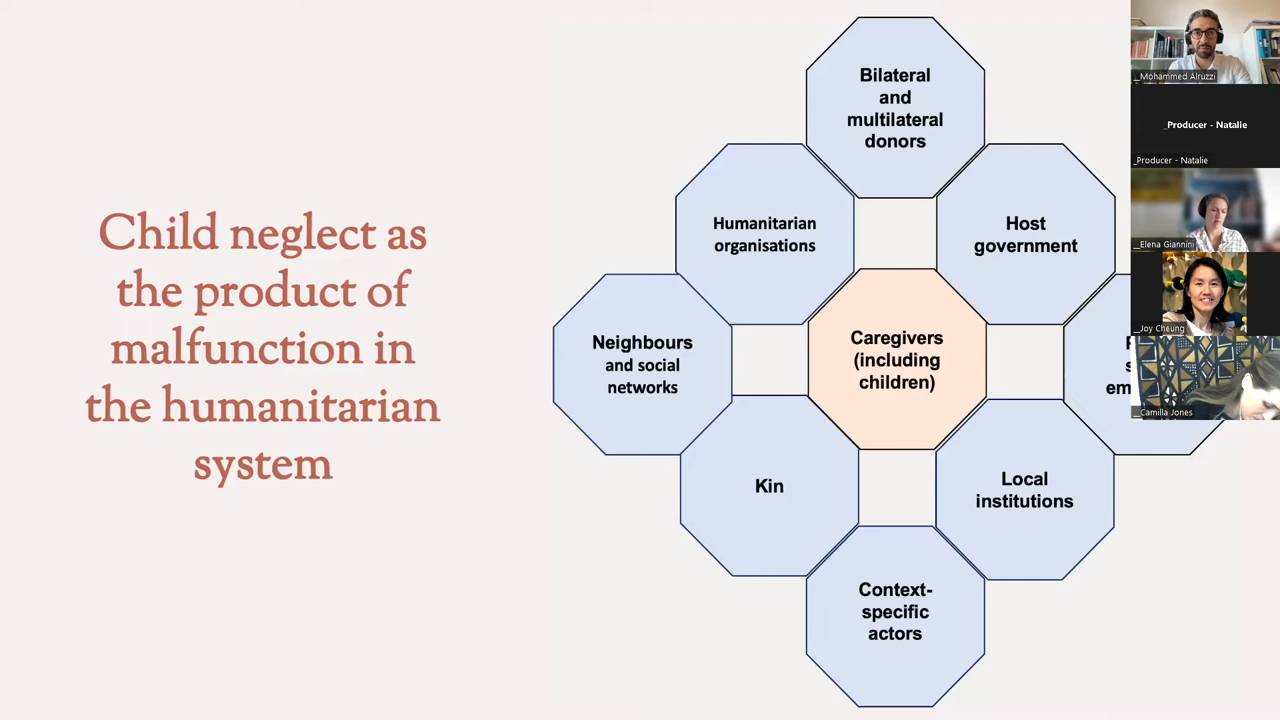 Child neglect as
the product of
malfunction in
the humanitarian
system
Bilateral
and
multilateral
donors
Humanitarian
organisations
Host
government
Neighbours
and social
networks
Caregivers
(including
children)
Kin
Local
institutions
Context-
specific
actors
_Mohammed Alruzzi
_Producer - Natalie
_Producer - Natalie
_Elena Giannini
_Joy Cheung
_Camilla Jones